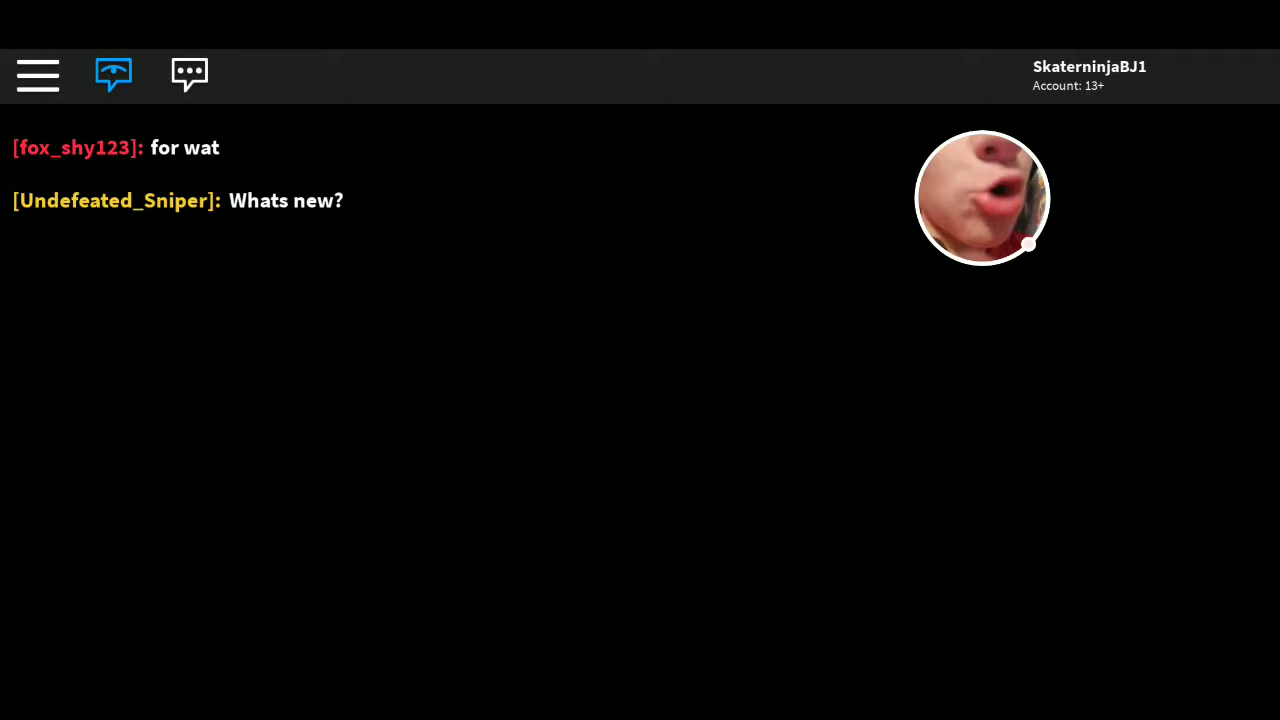 SkaterninjaBJ1
Account: 13+
[fox_shy123]: for wat
[Undefeated_Sniper]: Whats new?